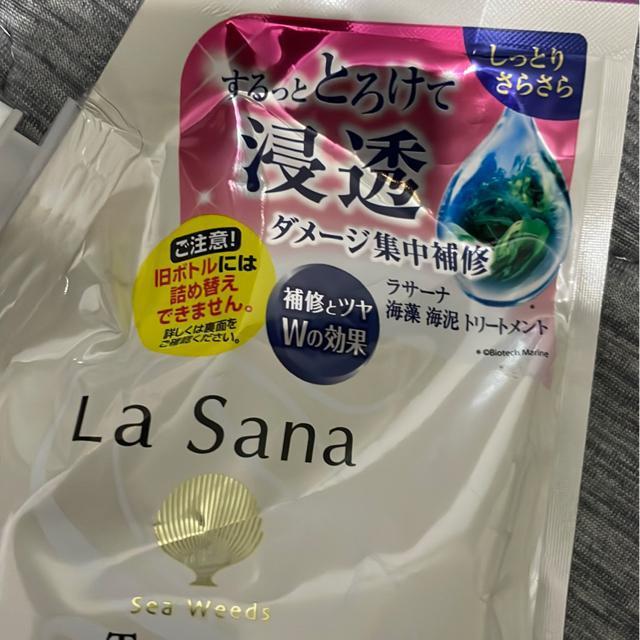 しっとり
さらさら
するっととろけて
浸透
ダメージ集中補修
ラサーナ
海藻 海泥 トリートメント
*©Biotech Marine
ご注意!
旧ボトルには
詰め替え
できません。
詳しくは裏面を
ご確認ください。
補修とツヤ
Wの効果
La Sana
Sea Weeds